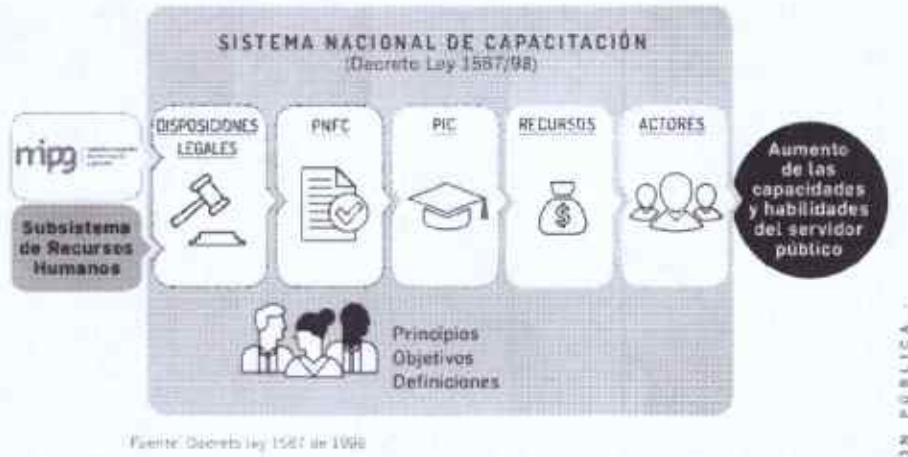 SISTEMA NACIONAL DE CAPACITACIÓN
(Decreto Ley 1567/98)
mipg
Subsistema
de Recursos
Humanos
DISPOSICIONES
LEGALES
PNFC
PIC
RECURSOS
$
ACTORES
Aumento
de las
capacidades
y habilidades
del servidor
público
Principios
Objetivos
Definiciones
Fuente: Decreto ley 1567 de 1998
PÚBLICA